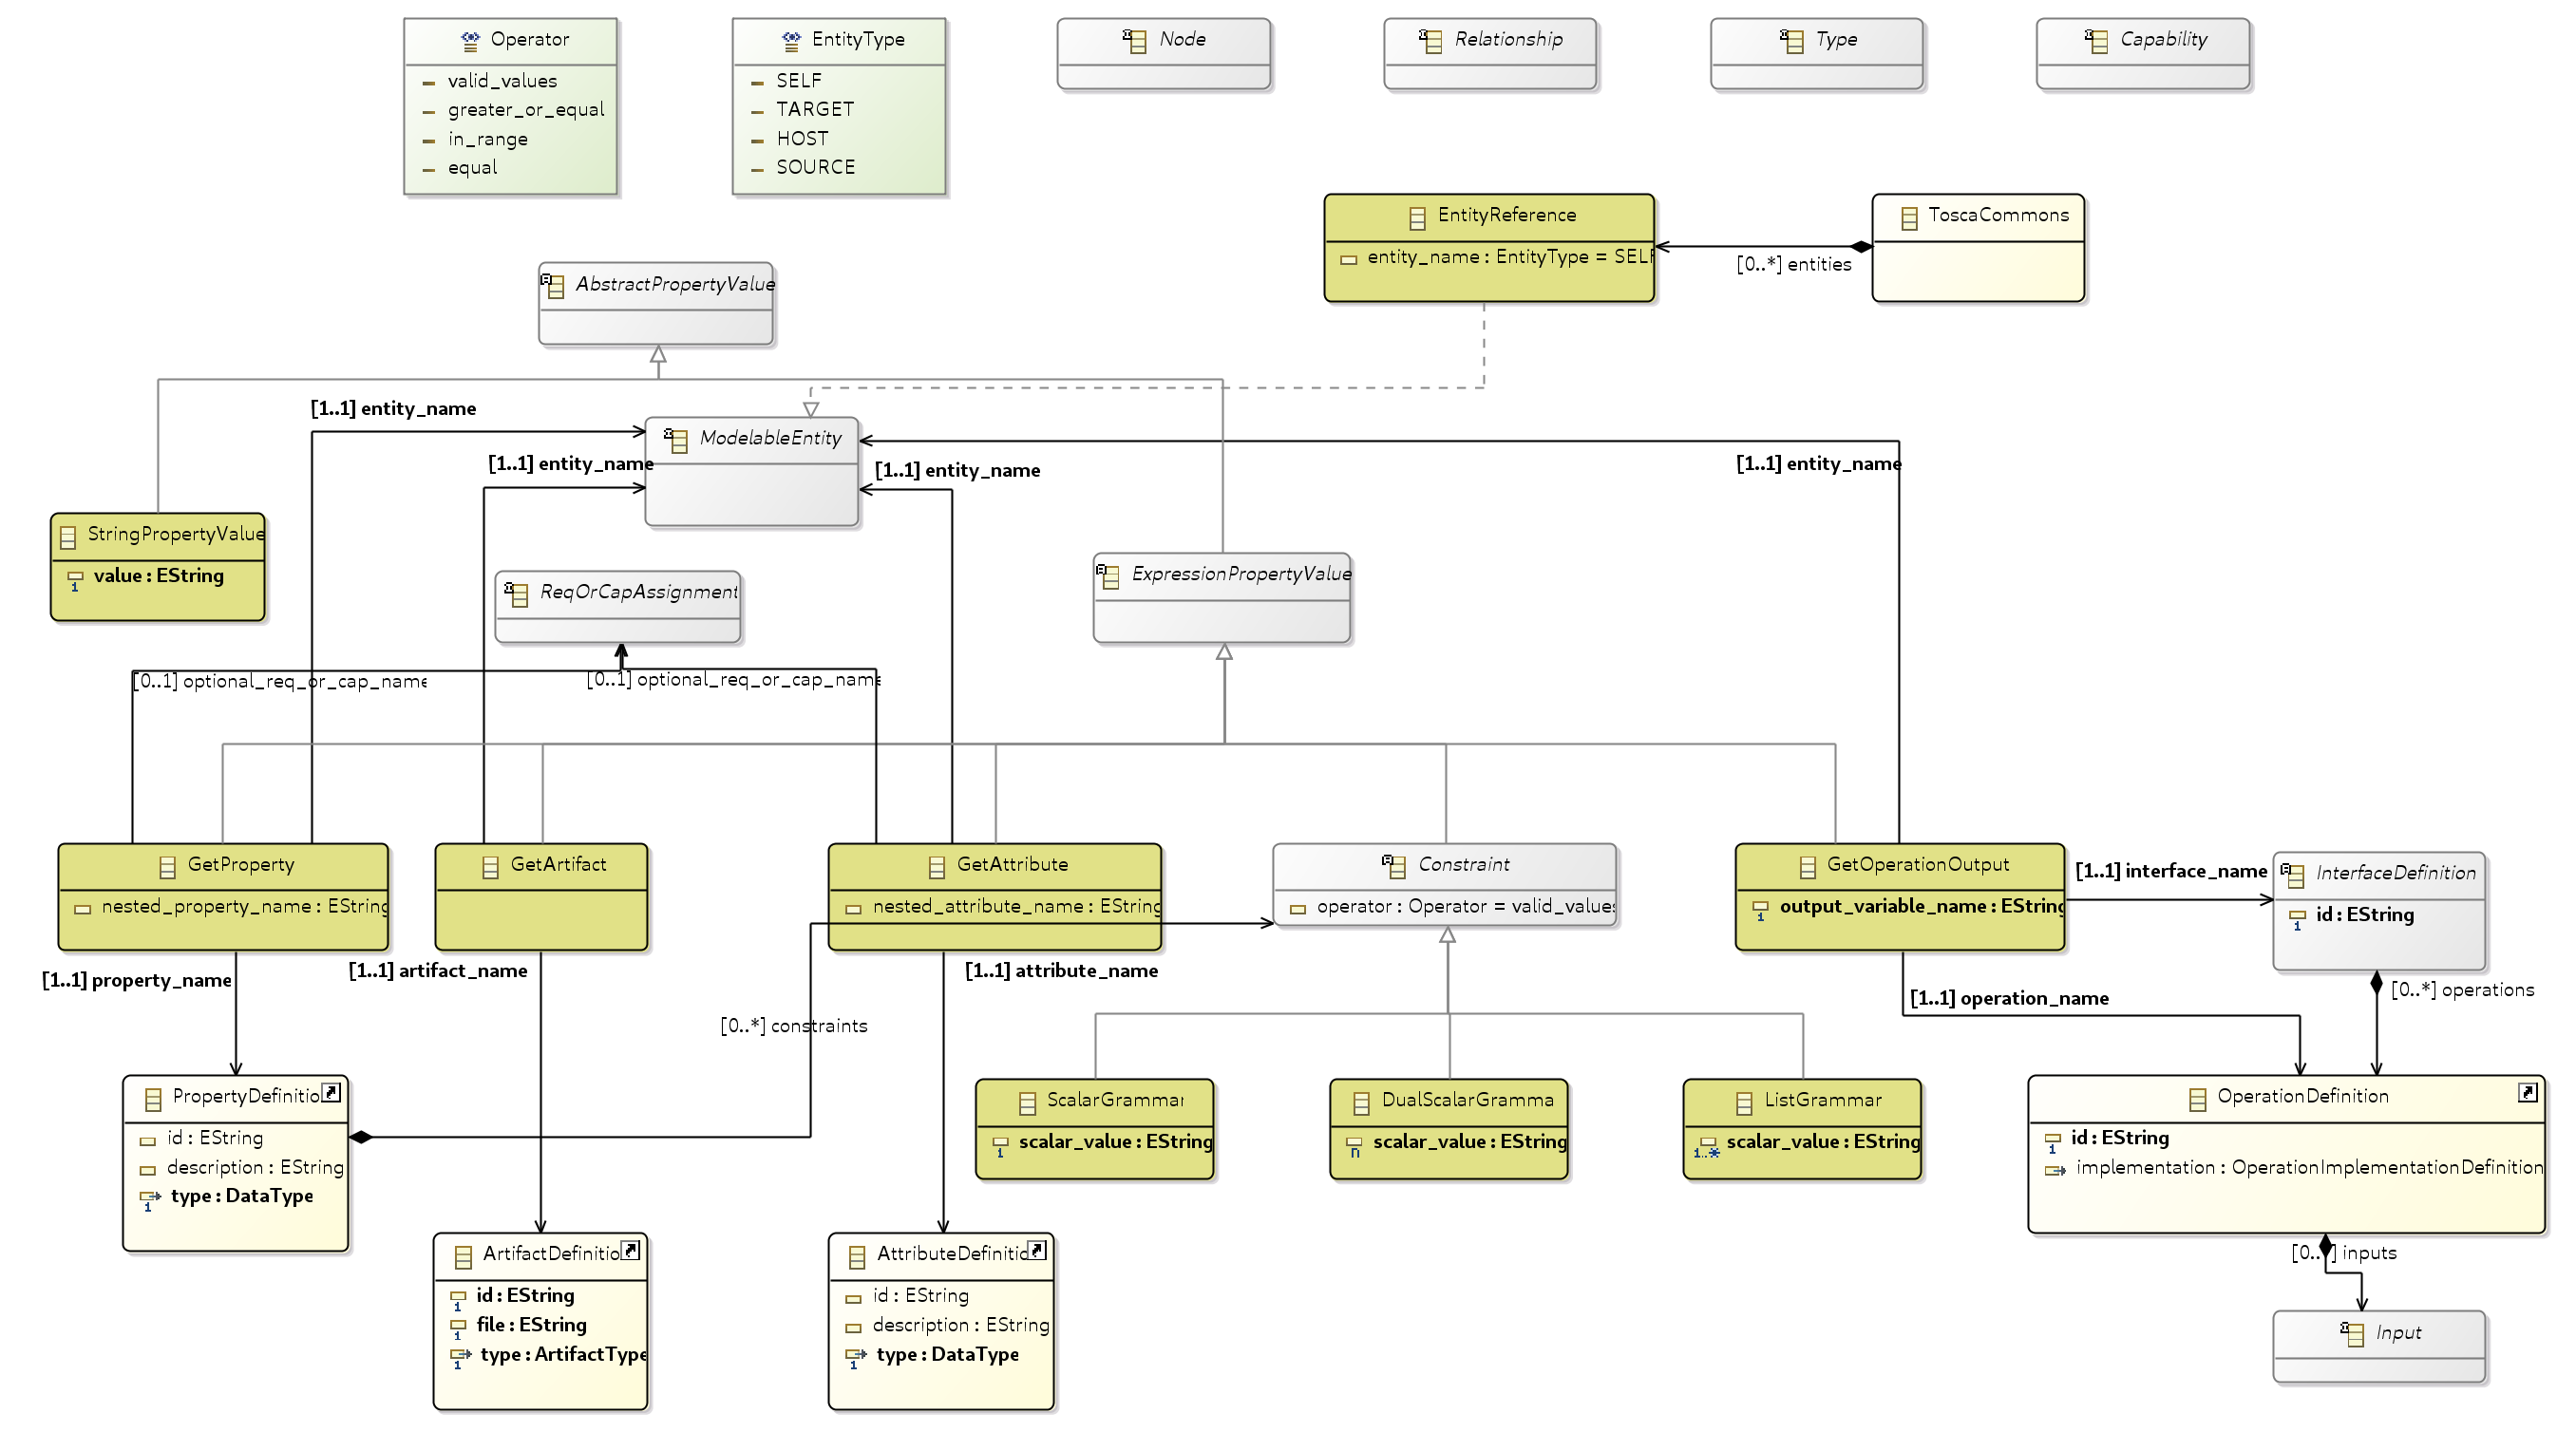 Operator
valid_values
greater_or_equal
in_range
equal
EntityType
SELF
TARGET
HOST
SOURCE
Node
Relationship
Type
Capability
EntityReference
entity_name : EntityType = SELF
ToscaCommons
[0..*] entities
AbstractPropertyValue
[1..1] entity_name
ModelableEntity
[1..1] entity_name
[1..1] entity_name
[1..1] entity_name
StringPropertyValue
value : EString
ReqOrCapAssignment
ExpressionPropertyValue
[0..1] optional_req_or_cap_name
[0..1] optional_req_or_cap_name
GetProperty
nested_property_name : EString
GetArtifact
GetAttribute
nested_attribute_name : EString
Constraint
operator : Operator = valid_values
GetOperationOutput
output_variable_name : EString
[1..1] interface_name
InterfaceDefinition
id : EString
[1..1] property_name
[1..1] artifact_name
[1..1] attribute_name
[0..*] constraints
[1..1] operation_name
[0..*] operations
PropertyDefinitio
id : EString
description : EString
type : DataType
ScalarGrammar
1
scalar_value : EString
DualScalarGramma
n
scalar_value : EString
ListGrammar
1..*
scalar_value : EString
OperationDefinition
id : EString
implementation : OperationImplementationDefinition
[0..*] inputs
Input
ArtifactDefinitio
id : EString
file : EString
type : ArtifactType
AttributeDefinitio
id : EString
description : EString
type : DataType